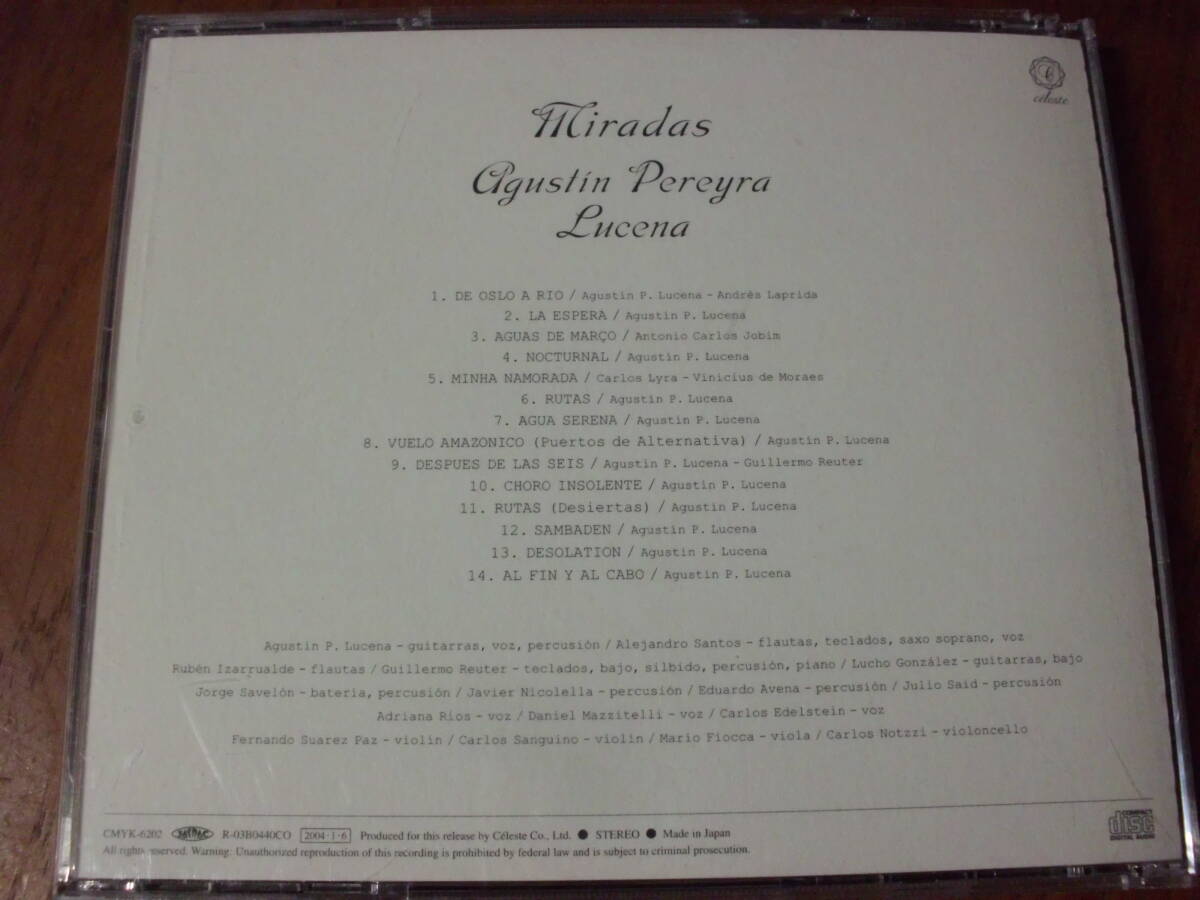 céleste
Miradas
Agustín Pereyra
Lucena
1. DE OSLO A RIO / Agustin P. Lucena - Andrés Laprida
2. LA ESPERA / Agustin P. Lucena
3. AGUAS DE MARÇO / Antonio Carlos Jobim
4. NOCTURNAL / Agustin P. Lucena
5. MINHA NAMORADA / Carlos Lyra - Vinicius de Moraes
6. RUTAS / Agustin P. Lucena
7. AGUA SERENA / Agustin P. Lucena
8. VUELO AMAZONICO (Puertos de Alternativa) / Agustin P. Lucena
9. DESPUES DE LAS SEIS / Agustin P. Lucena - Guillermo Reuter
10. CHORO INSOLENTE / Agustin P. Lucena
11. RUTAS (Desiertas) / Agustin P. Lucena
12. SAMBADEN / Agustin P. Lucena
13. DESOLATION / Agustin P. Lucena
14. AL FIN Y AL CABO / Agustin P. Lucena
Agustin P. Lucena - guitarras, voz, percusión / Alejandro Santos - flautas, teclados, saxo soprano, voz
Rubén Izarrualde - flautas / Guillermo Reuter - teclados, bajo, silbido, percusión, piano / Lucho González - guitarras, bajo
Jorge Savelón - bateria, percusión / Javier Nicolella - percusión / Eduardo Avena - percusión / Julio Said - percusión
Adriana Rios - voz / Daniel Mazzitelli - voz / Carlos Edelstein - voz
Fernando Suarez Paz - violin / Carlos Sanguino - violin / Mario Fiocca - viola / Carlos Notzzi - violoncello
CMYK-6202 R-03B0440CO 2004・1・6 Produced for this release by Céleste Co., Ltd. ● STEREO ● Made in Japan
All rights reserved. Warning: Unauthorized reproduction of this recording is prohibited by federal law and is subject to criminal prosecution.
COMPACT
disc
DIGITAL AUDIO